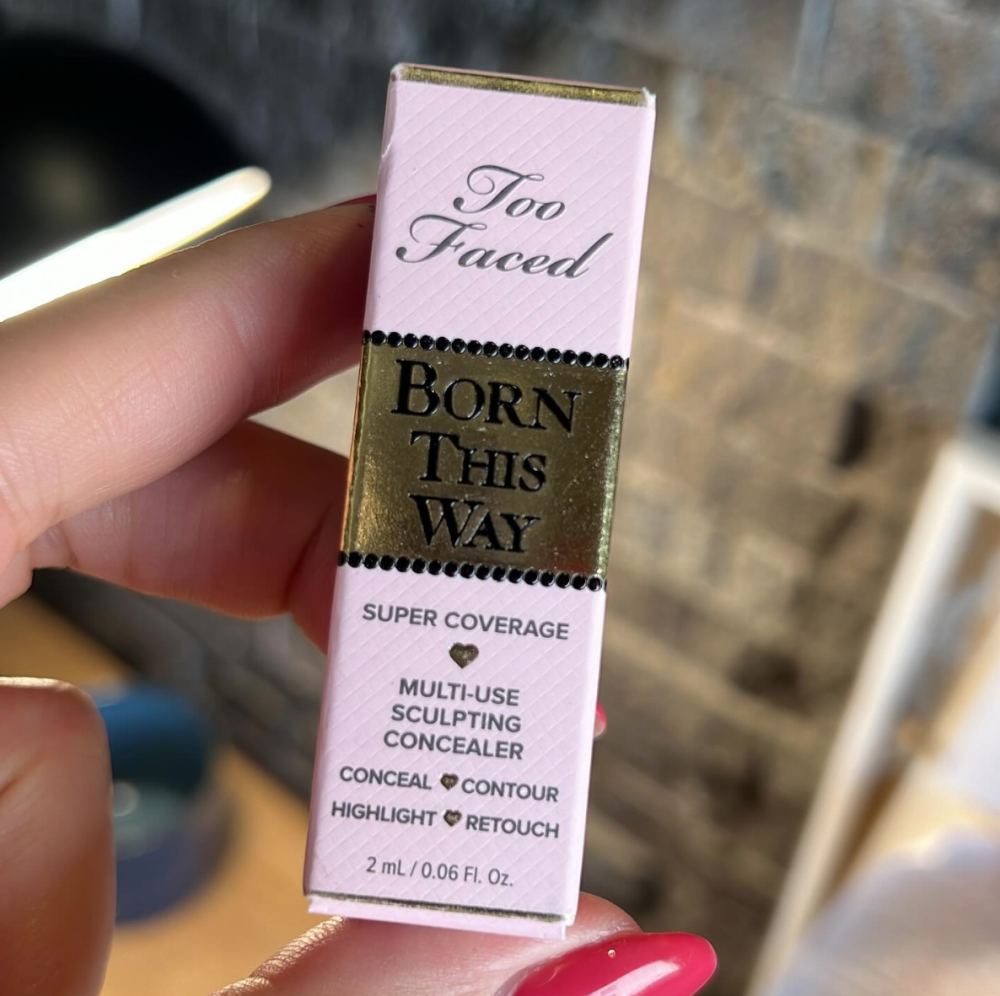 Too
Faced
BORN
THIS
WAY
SUPER COVERAGE
MULTI-USE
SCULPTING
CONCEALER
CONCEAL CONTOUR
HIGHLIGHT RETOUCH
2 mL / 0.06 Fl. Oz.